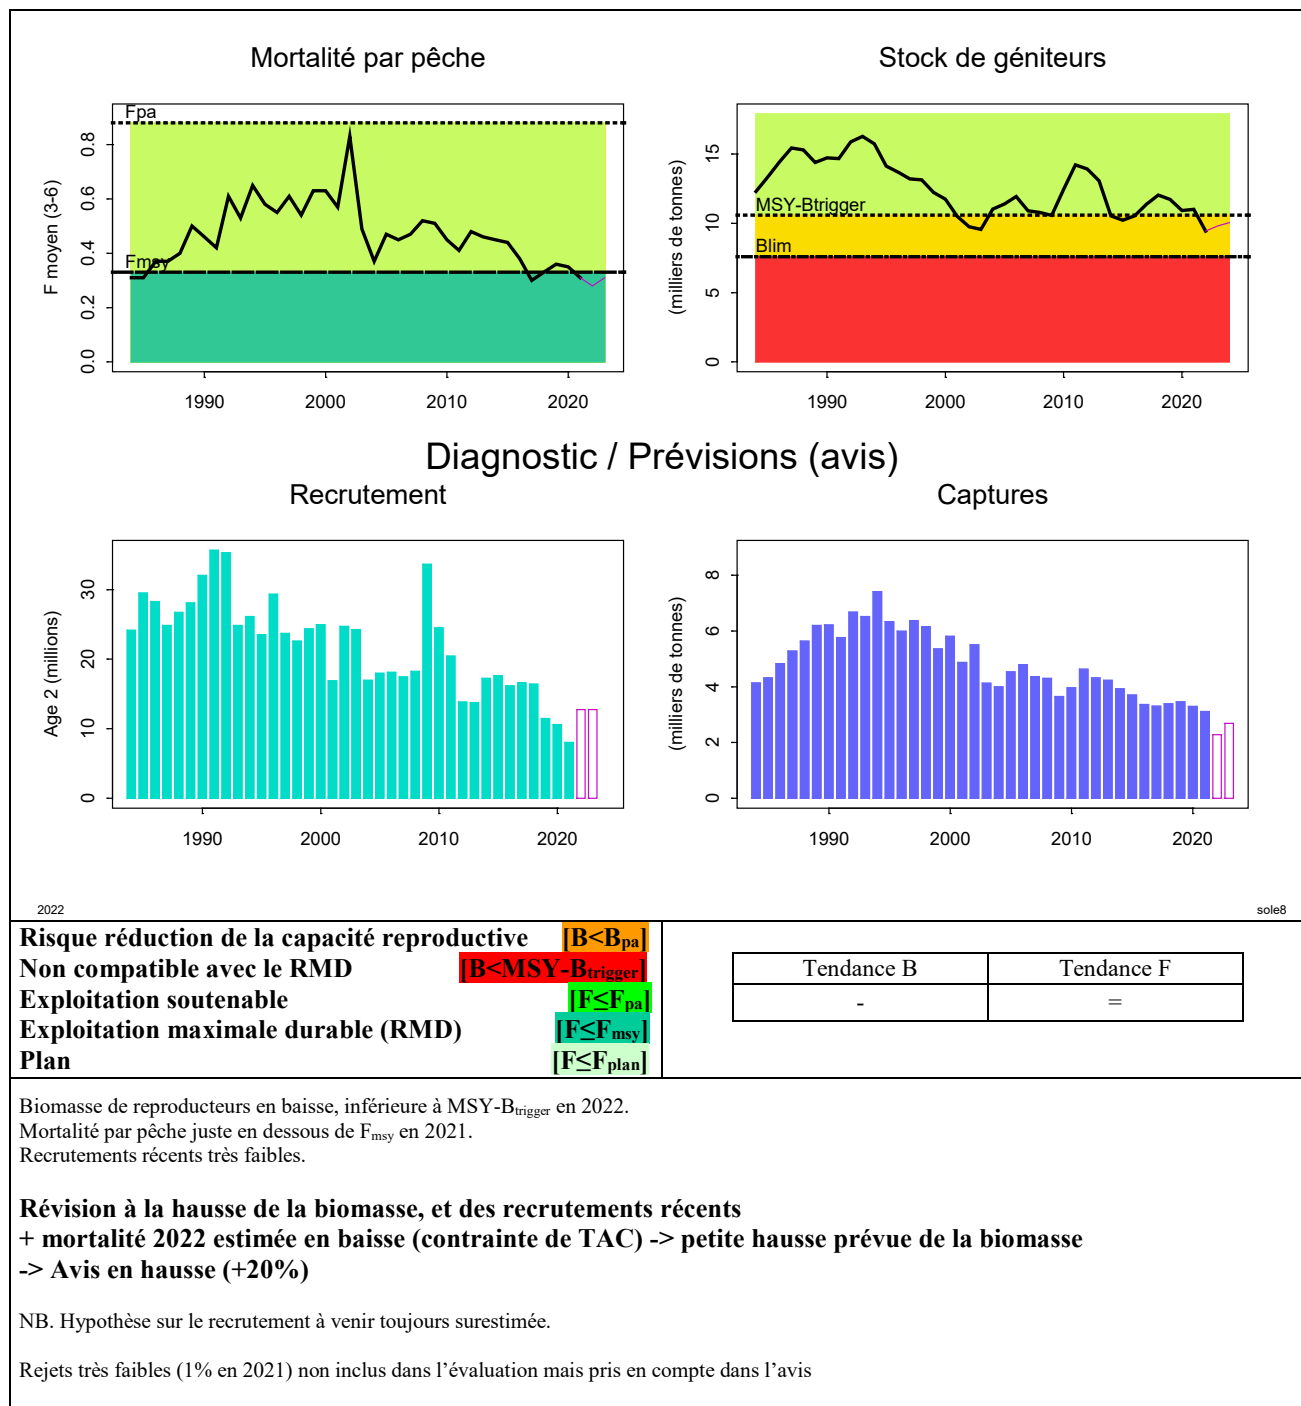 Mortalité par pêche
Stock de géniteurs
Fpa
Fmsy
F moyen (3-6)
0.0 0.2 0.4 0.6 0.8
1990 2000 2010 2020
MSY-Btrigger
Blim
(milliers de tonnes)
0 5 10 15
1990 2000 2010 2020
Diagnostic / Prévisions (avis)
Recrutement
Captures
Age 2 (millions)
0 10 20 30
1990 2000 2010 2020
(milliers de tonnes)
0 2 4 6 8
1990 2000 2010 2020
2022
sole8
Risque réduction de la capacité reproductive [B<Bpa]
Non compatible avec le RMD [B<MSY-Btrigger]
Exploitation soutenable [F≤Fpa]
Exploitation maximale durable (RMD) [F≤Fmsy]
Plan [F≤Fplan]
Tendance B Tendance F
- =
Biomasse de reproducteurs en baisse, inférieure à MSY-Btrigger en 2022.
Mortalité par pêche juste en dessous de Fmsy en 2021.
Recrutements récents très faibles.
Révision à la hausse de la biomasse, et des recrutements récents
+ mortalité 2022 estimée en baisse (contrainte de TAC) -> petite hausse prévue de la biomasse
-> Avis en hausse (+20%)
NB. Hypothèse sur le recrutement à venir toujours surestimée.
Rejets très faibles (1% en 2021) non inclus dans l’évaluation mais pris en compte dans l’avis